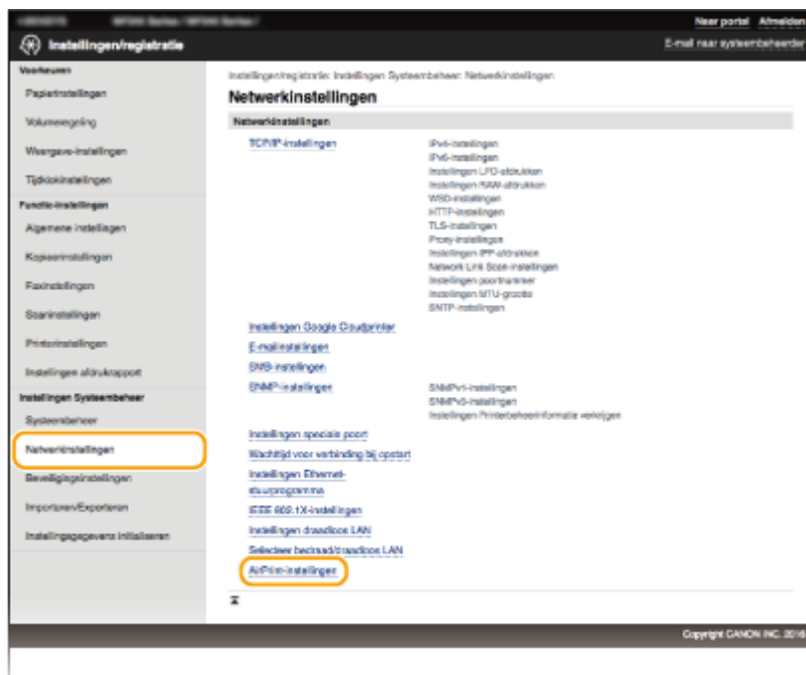 Naar portal Afmelden
Instellingen/registratie
E-mail naar systeembeheerder
Voorkeuren
Papierinstellingen
Volumeregeling
Weergave-instellingen
Tijdklokinstellingen
Functie-instellingen
Algemene instellingen
Kopieerinstellingen
Faxinstellingen
Scaninstellingen
Printerinstellingen
Instellingen afdrukrapport
Instellingen Systeembeheer
Systeembeheer
Netwerkinstellingen
Beveiligingsinstellingen
Importeren/Exporteren
Instellingsgegevens initialiseren
Instellingen/registratie: Instellingen Systeembeheer: Netwerkinstellingen
Netwerkinstellingen
Netwerkinstellingen
TCP/IP-instellingen
IPv4-instellingen
IPv6-instellingen
Instellingen LPD-afdrukken
Instellingen RAW-afdrukken
WSD-instellingen
HTTP-instellingen
TLS-instellingen
Proxy-instellingen
Instellingen IPP-afdrukken
Network Link Scan-instellingen
Instellingen poortnummer
Instellingen MTU-grootte
SNTP-instellingen
Instellingen Google Cloudprinter
E-mailinstellingen
SMB-instellingen
SNMP-instellingen
SNMPv1-instellingen
SNMPv3-instellingen
Instellingen Printerbeheerinformatie verkrijgen
Instellingen speciale poort
Wachttijd voor verbinding bij opstart
Instellingen Ethernet-
stuurprogramma
IEEE 802.1X-instellingen
Instellingen draadloos LAN
Selecteer bedraad/draadloos LAN
AirPrint-instellingen
Copyright CANON INC. 2016